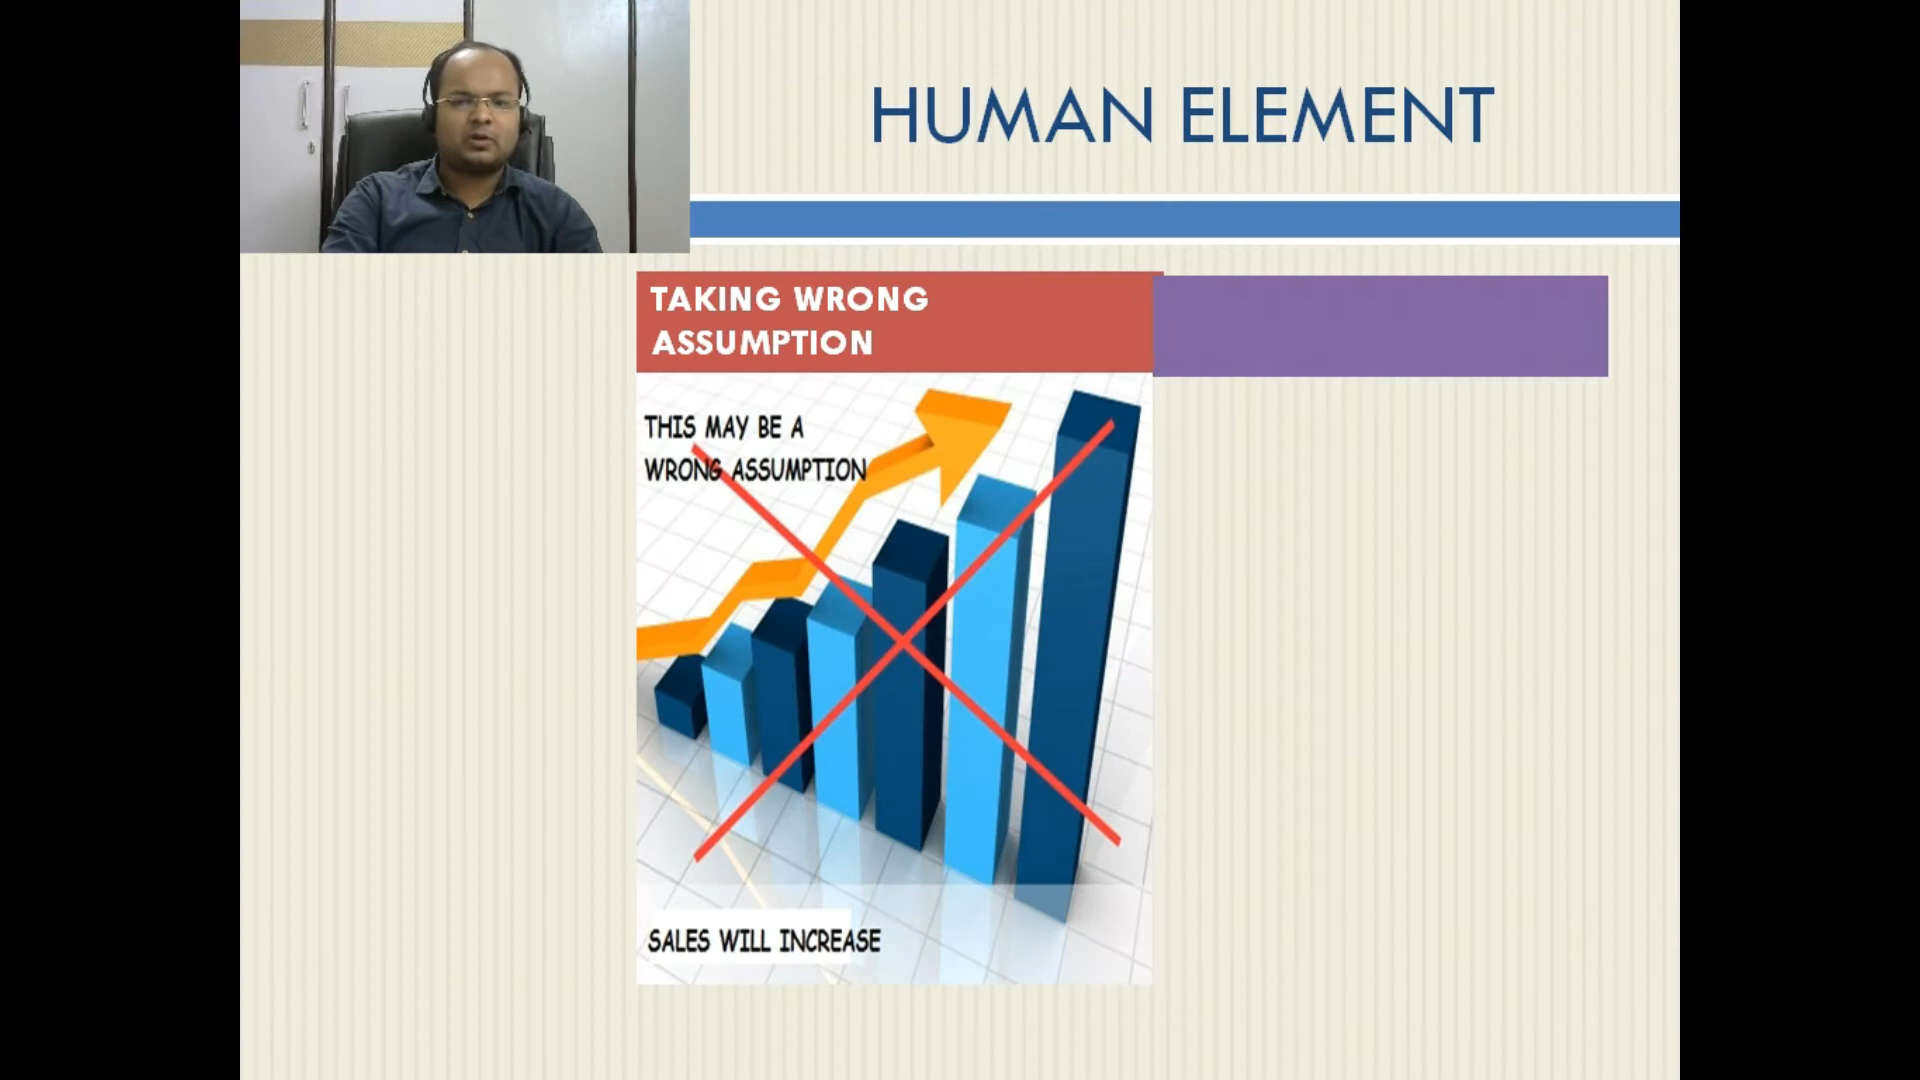 HUMAN ELEMENT
TAKING WRONG
ASSUMPTION
THIS MAY BE A
WRONG ASSUMPTION
SALES WILL INCREASE